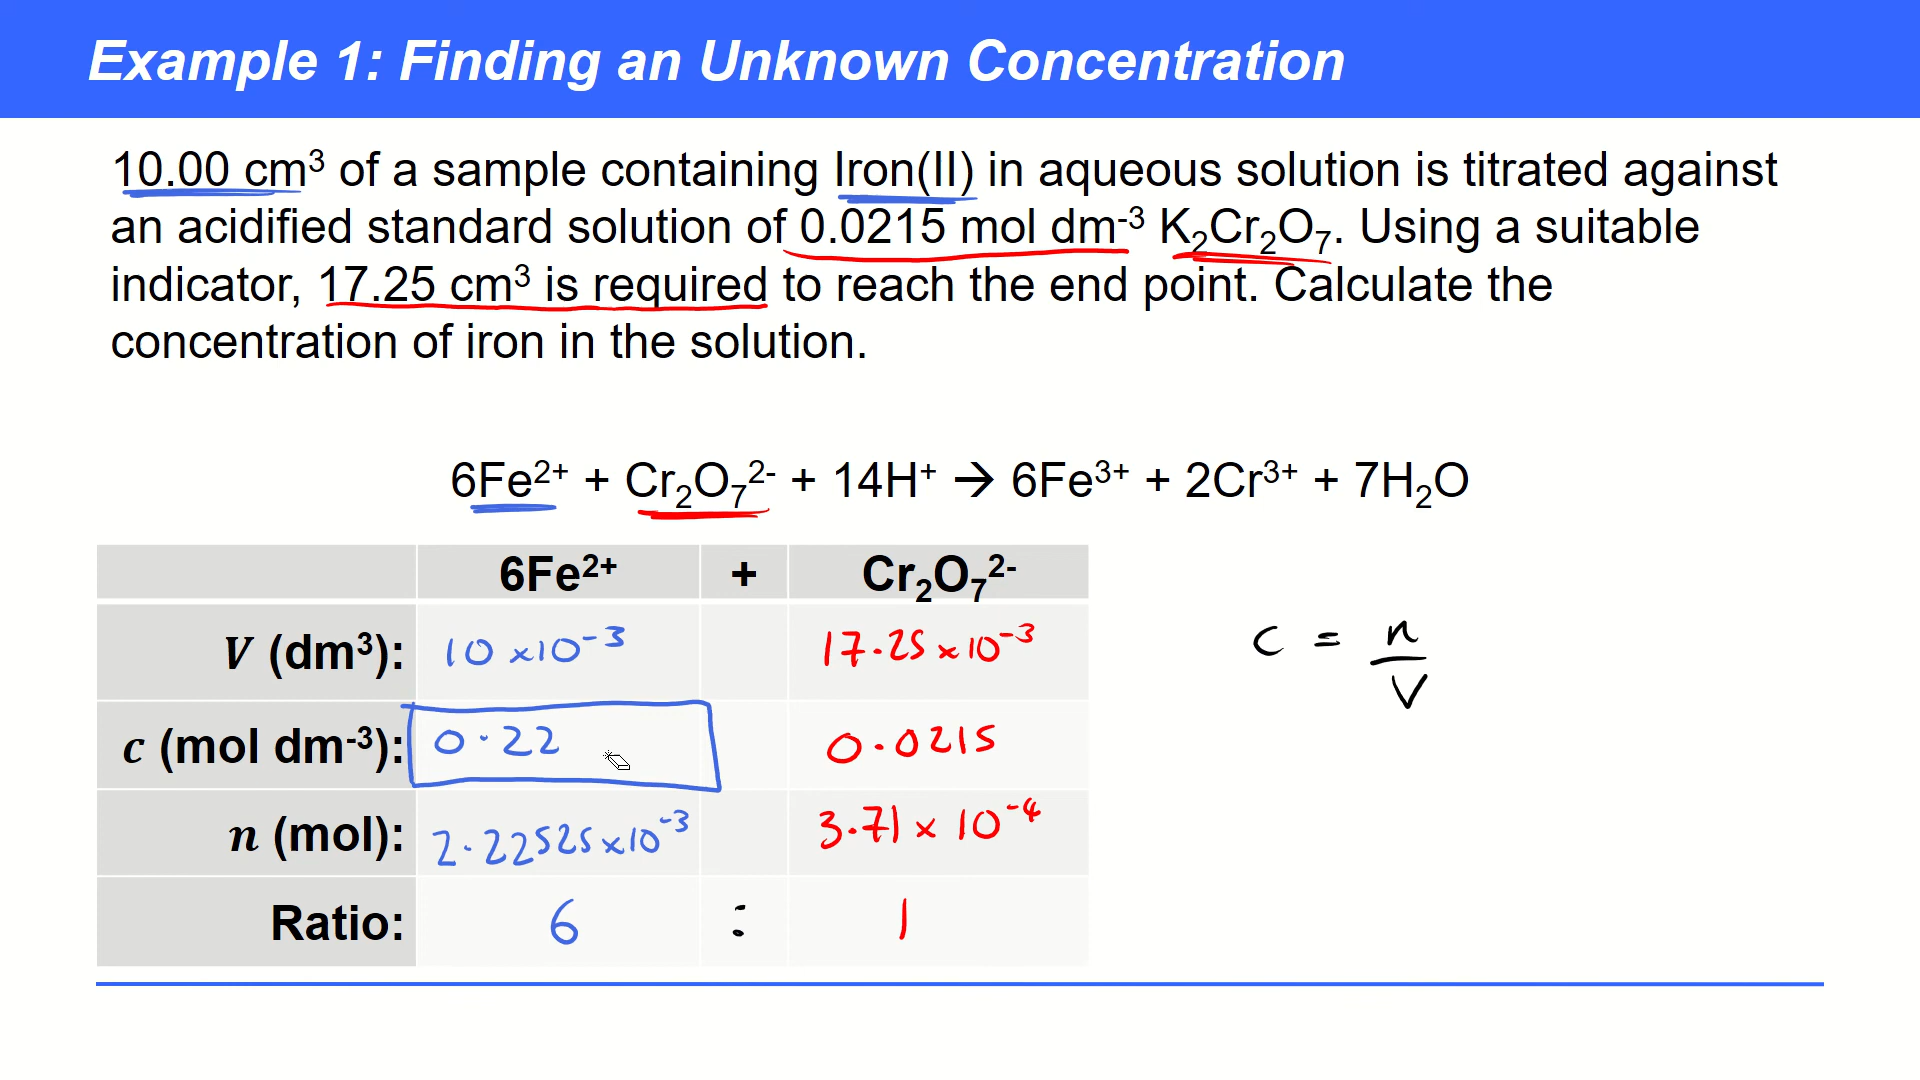 Example 1: Finding an Unknown Concentration
10.00 cm³ of a sample containing Iron(II) in aqueous solution is titrated against
an acidified standard solution of 0.0215 mol dm⁻³ K₂Cr₂O₇. Using a suitable
indicator, 17.25 cm³ is required to reach the end point. Calculate the
concentration of iron in the solution.
6Fe²⁺ + Cr₂O₇²⁻ + 14H⁺ → 6Fe³⁺ + 2Cr³⁺ + 7H₂O
6Fe²⁺ + Cr₂O₇²⁻
V (dm³): 10 x10⁻³ 17.25 x 10⁻³
c = n/V
c (mol dm⁻³): 0.22 0.0215
n (mol): 2.22525 x10⁻³ 3.71 x 10⁻⁴
Ratio: 6 : 1